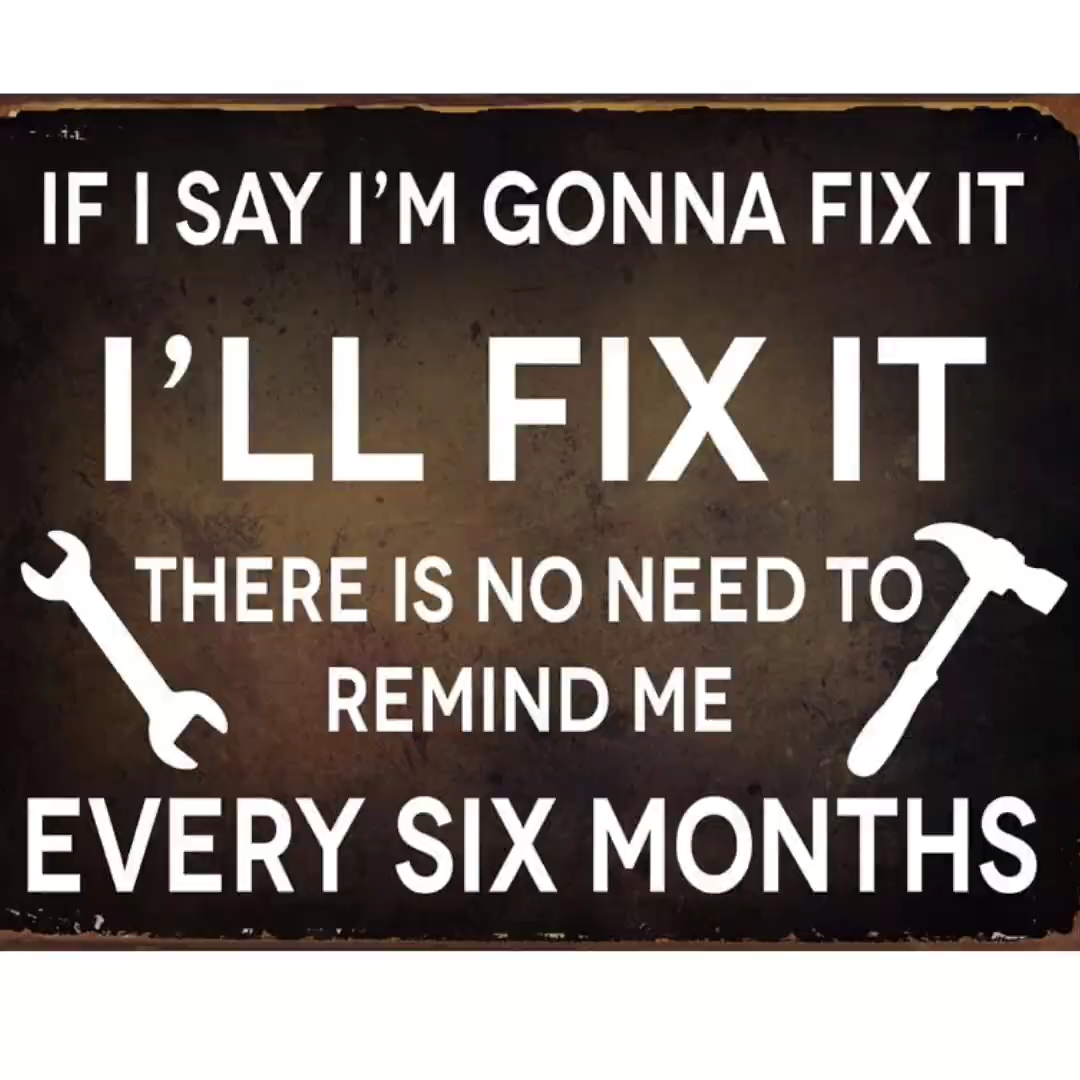 IF I SAY I’M GONNA FIX IT
I’LL FIX IT
THERE IS NO NEED TO
REMIND ME
EVERY SIX MONTHS